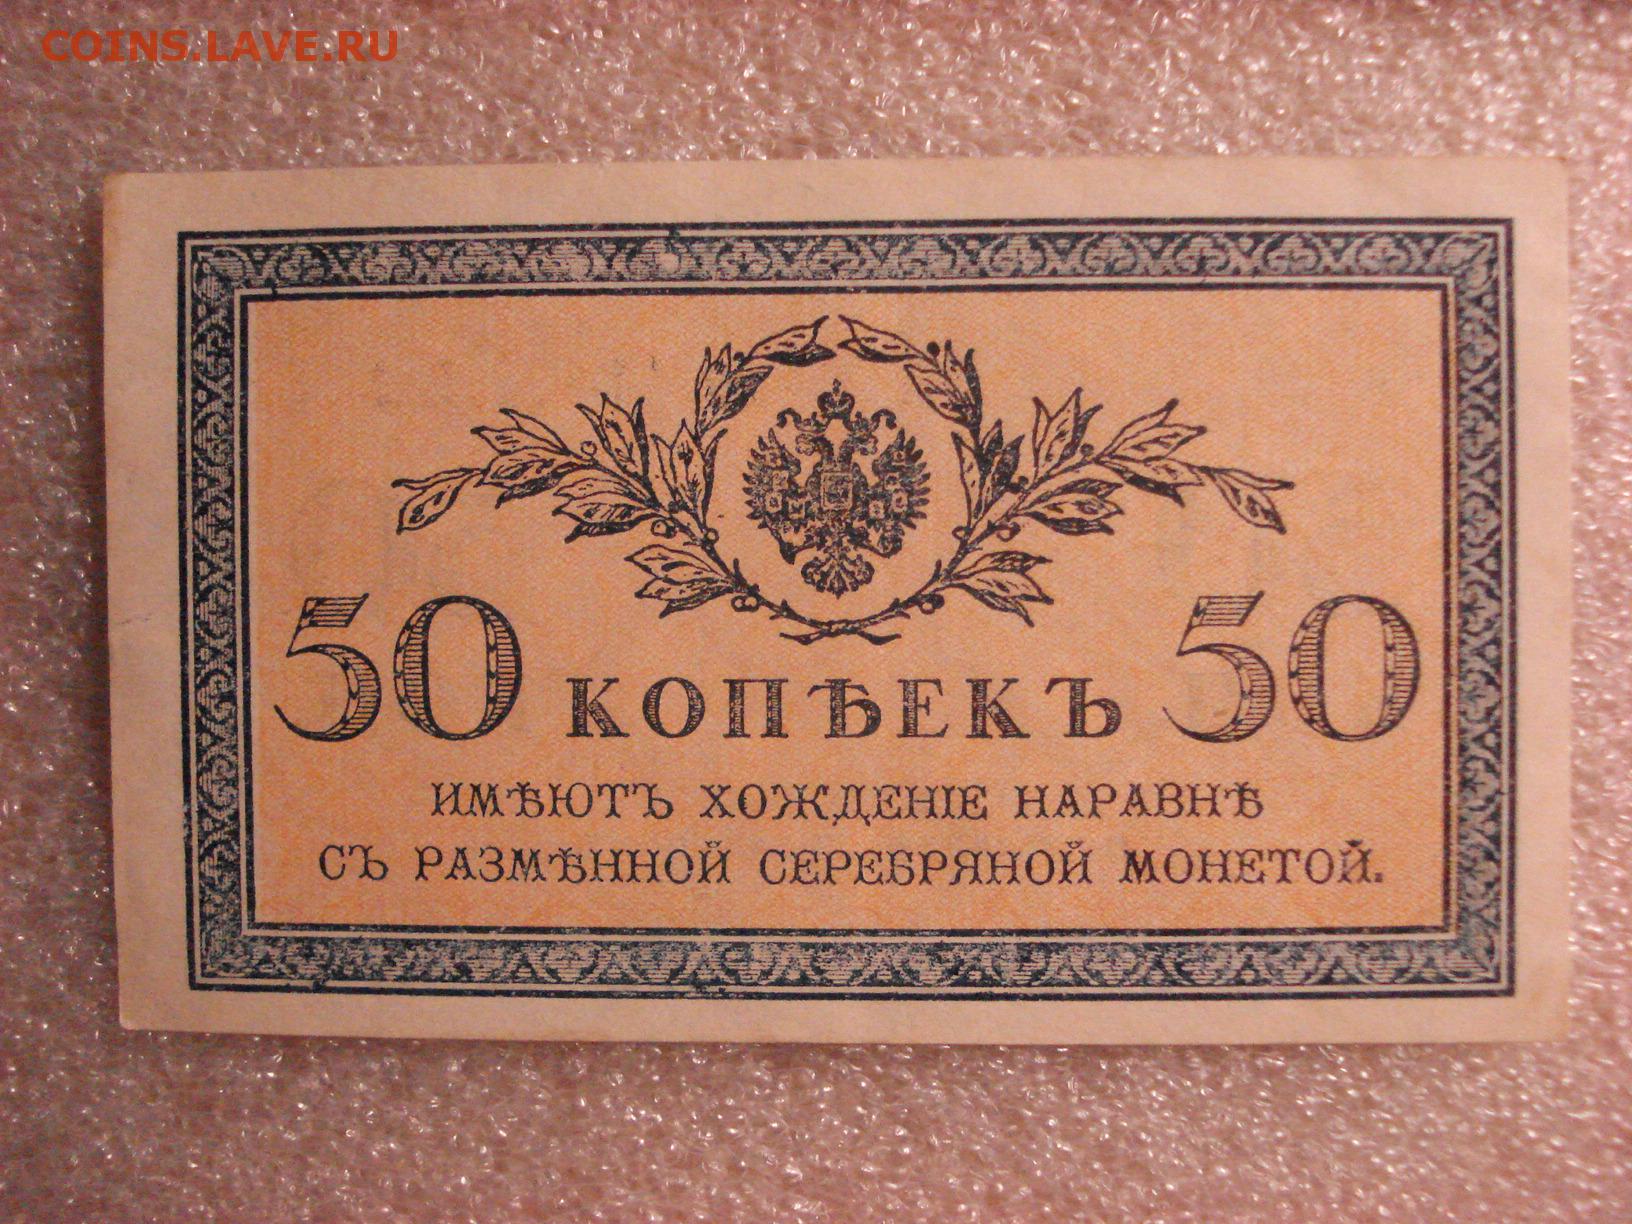 COINS.LAVE.RU
50 КОПѢЕКЪ 50
ИМѢЮТЪ ХОЖДЕНІЕ НАРАВНѢ
СЪ РАЗМѢННОЙ СЕРЕБРЯНОЙ МОНЕТОЙ.